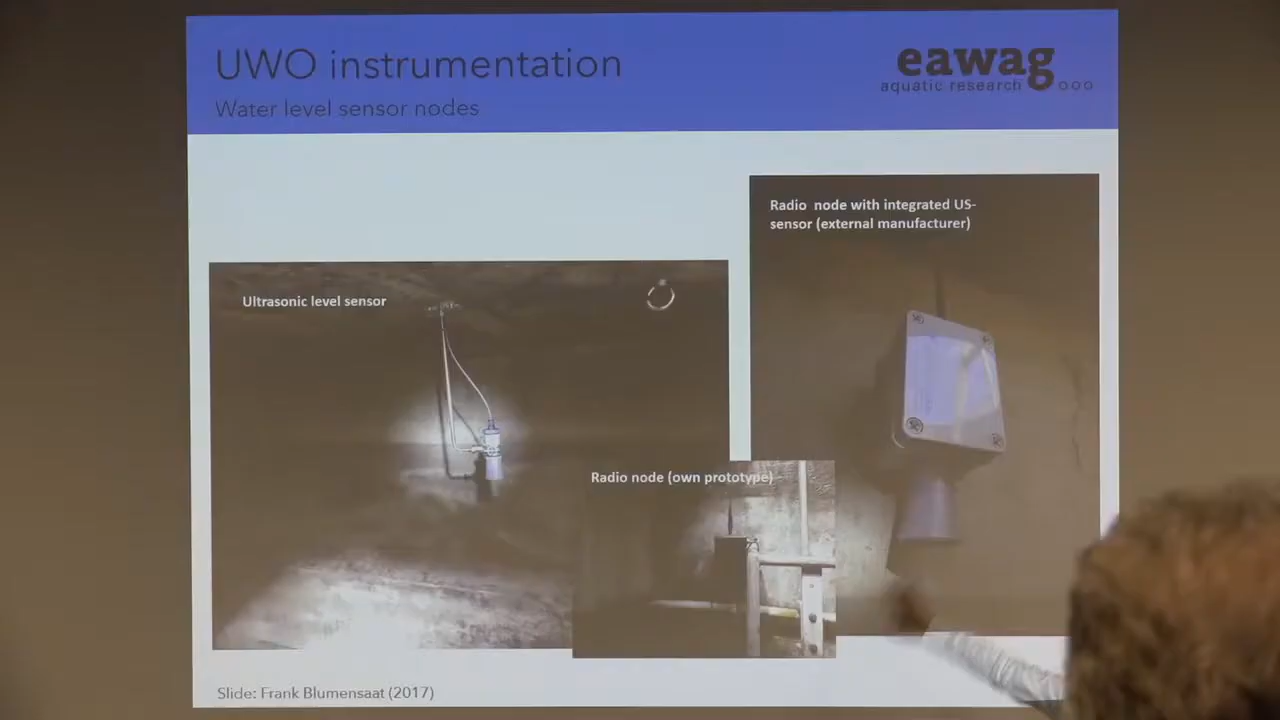 UWO instrumentation
Water level sensor nodes
eawag
aquatic research
Radio node with integrated US-
sensor (external manufacturer)
Ultrasonic level sensor
Radio node (own prototype)
Slide: Frank Blumensaat (2017)